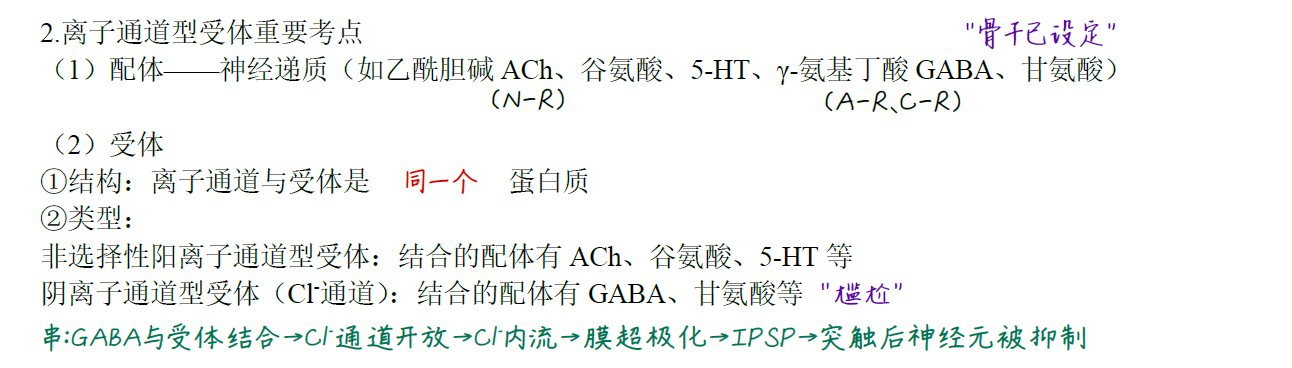 2.离子通道型受体重要考点 "骨干已设定"
（1）配体——神经递质（如乙酰胆碱 ACh、谷氨酸、5-HT、γ-氨基丁酸 GABA、甘氨酸）
(N-R) (A-R、C-R)
（2）受体
①结构：离子通道与受体是 同一个 蛋白质
②类型：
非选择性阳离子通道型受体：结合的配体有 ACh、谷氨酸、5-HT 等
阴离子通道型受体（Cl⁻通道）：结合的配体有 GABA、甘氨酸等 "尴尬"
串:GABA与受体结合→Cl⁻通道开放→Cl⁻内流→膜超极化→IPSP→突触后神经元被抑制